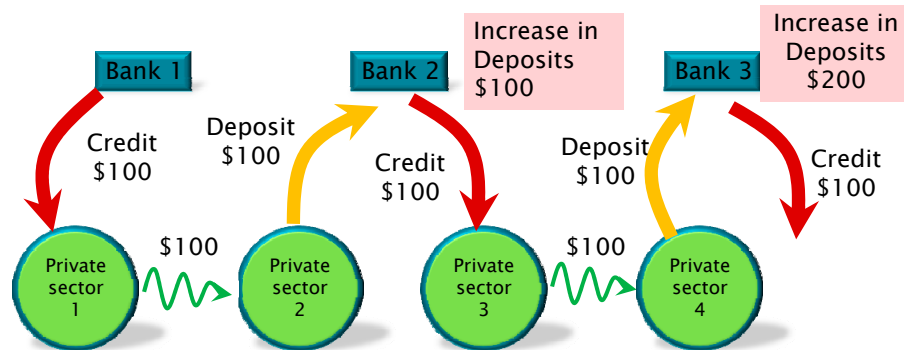 Bank 1
Credit
$100
Private
sector
1
$100
Deposit
$100
Private
sector
2
Bank 2
Increase in
Deposits
$100
Credit
$100
Private
sector
3
$100
Deposit
$100
Private
sector
4
Bank 3
Increase in
Deposits
$200
Credit
$100